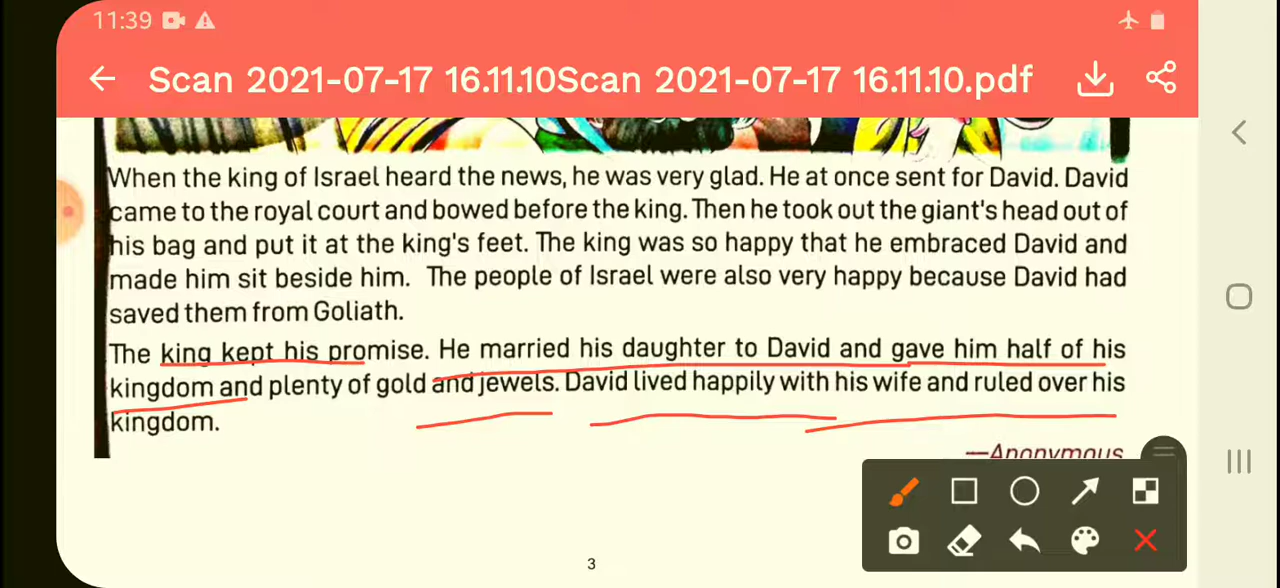 11:39
Scan 2021-07-17 16.11.10Scan 2021-07-17 16.11.10.pdf
When the king of Israel heard the news, he was very glad. He at once sent for David. David
came to the royal court and bowed before the king. Then he took out the giant's head out of
his bag and put it at the king's feet. The king was so happy that he embraced David and
made him sit beside him. The people of Israel were also very happy because David had
saved them from Goliath.
The king kept his promise. He married his daughter to David and gave him half of his
kingdom and plenty of gold and jewels. David lived happily with his wife and ruled over his
kingdom.
—Anonymous
3